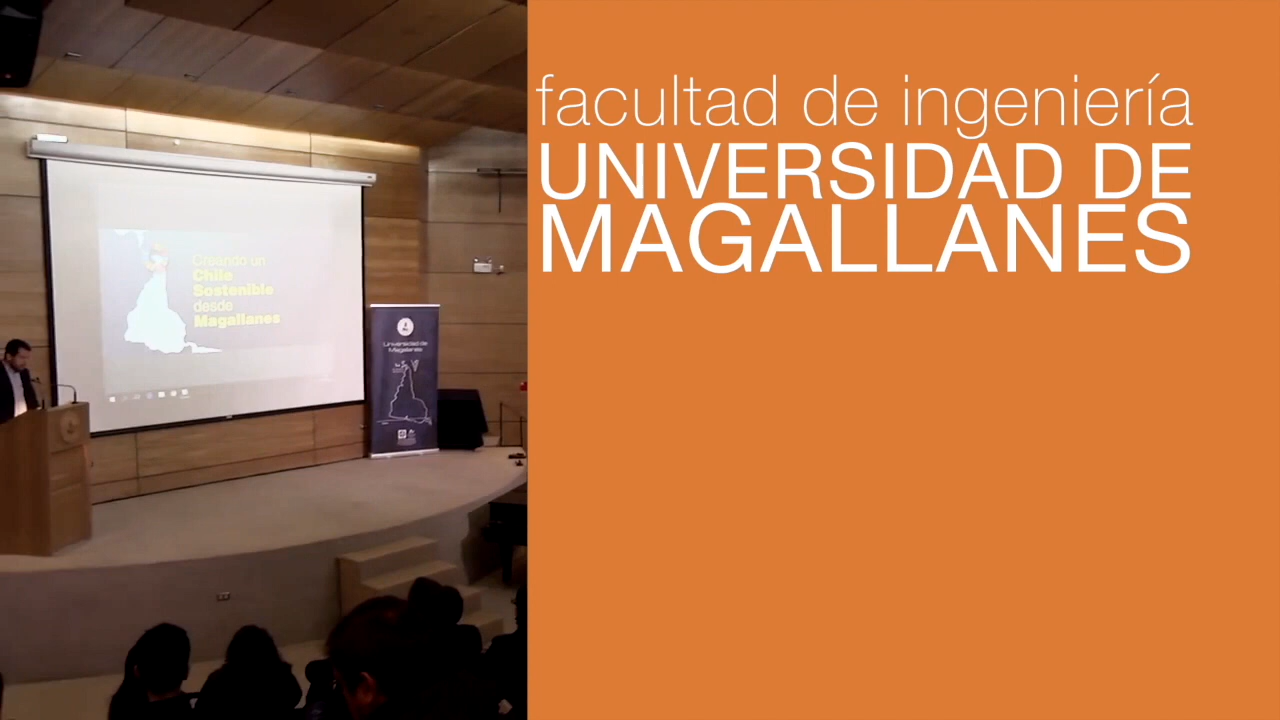 facultad de ingeniería
UNIVERSIDAD DE
MAGALLANES
Creando un
Chile
Sostenible
desde
Magallanes
Universidad de
Magallanes